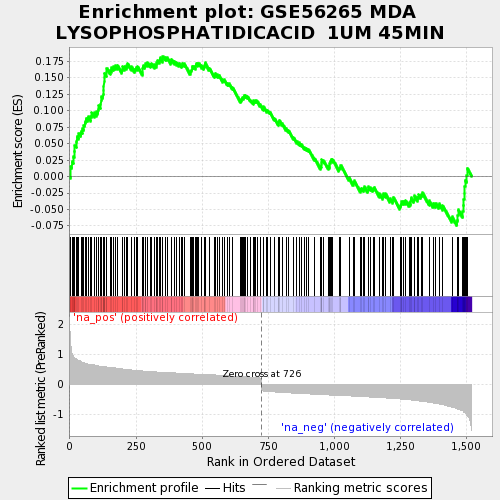 Enrichment plot: GSE56265 MDA
LYSOPHOSPHATIDICACID  1UM 45MIN
Enrichment score (ES)
0.175
0.150
0.125
0.100
0.075
0.050
0.025
0.000
-0.025
-0.050
-0.075
'na_pos' (positively correlated)
Ranked list metric (PreRanked)
2
1
0
-1
Zero cross at 726
'na_neg' (negatively correlated)
0
250
500
750
1,000
1,250
1,500
Rank in Ordered Dataset
Enrichment profile
Hits
Ranking metric scores